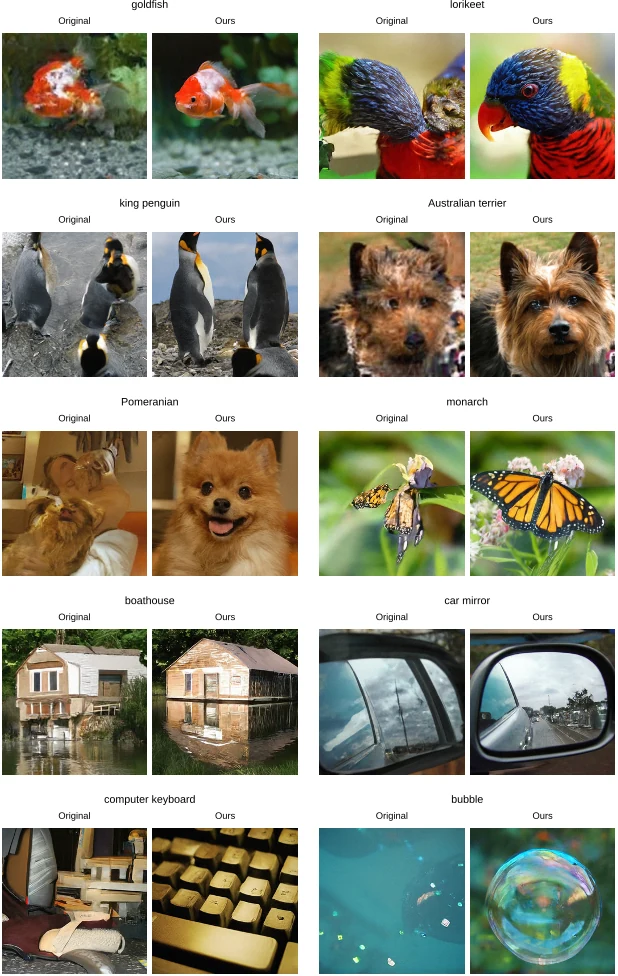 goldfish
Original Ours
lorikeet
Original Ours
king penguin
Original Ours
Australian terrier
Original Ours
Pomeranian
Original Ours
monarch
Original Ours
boathouse
Original Ours
car mirror
Original Ours
computer keyboard
Original Ours
bubble
Original Ours